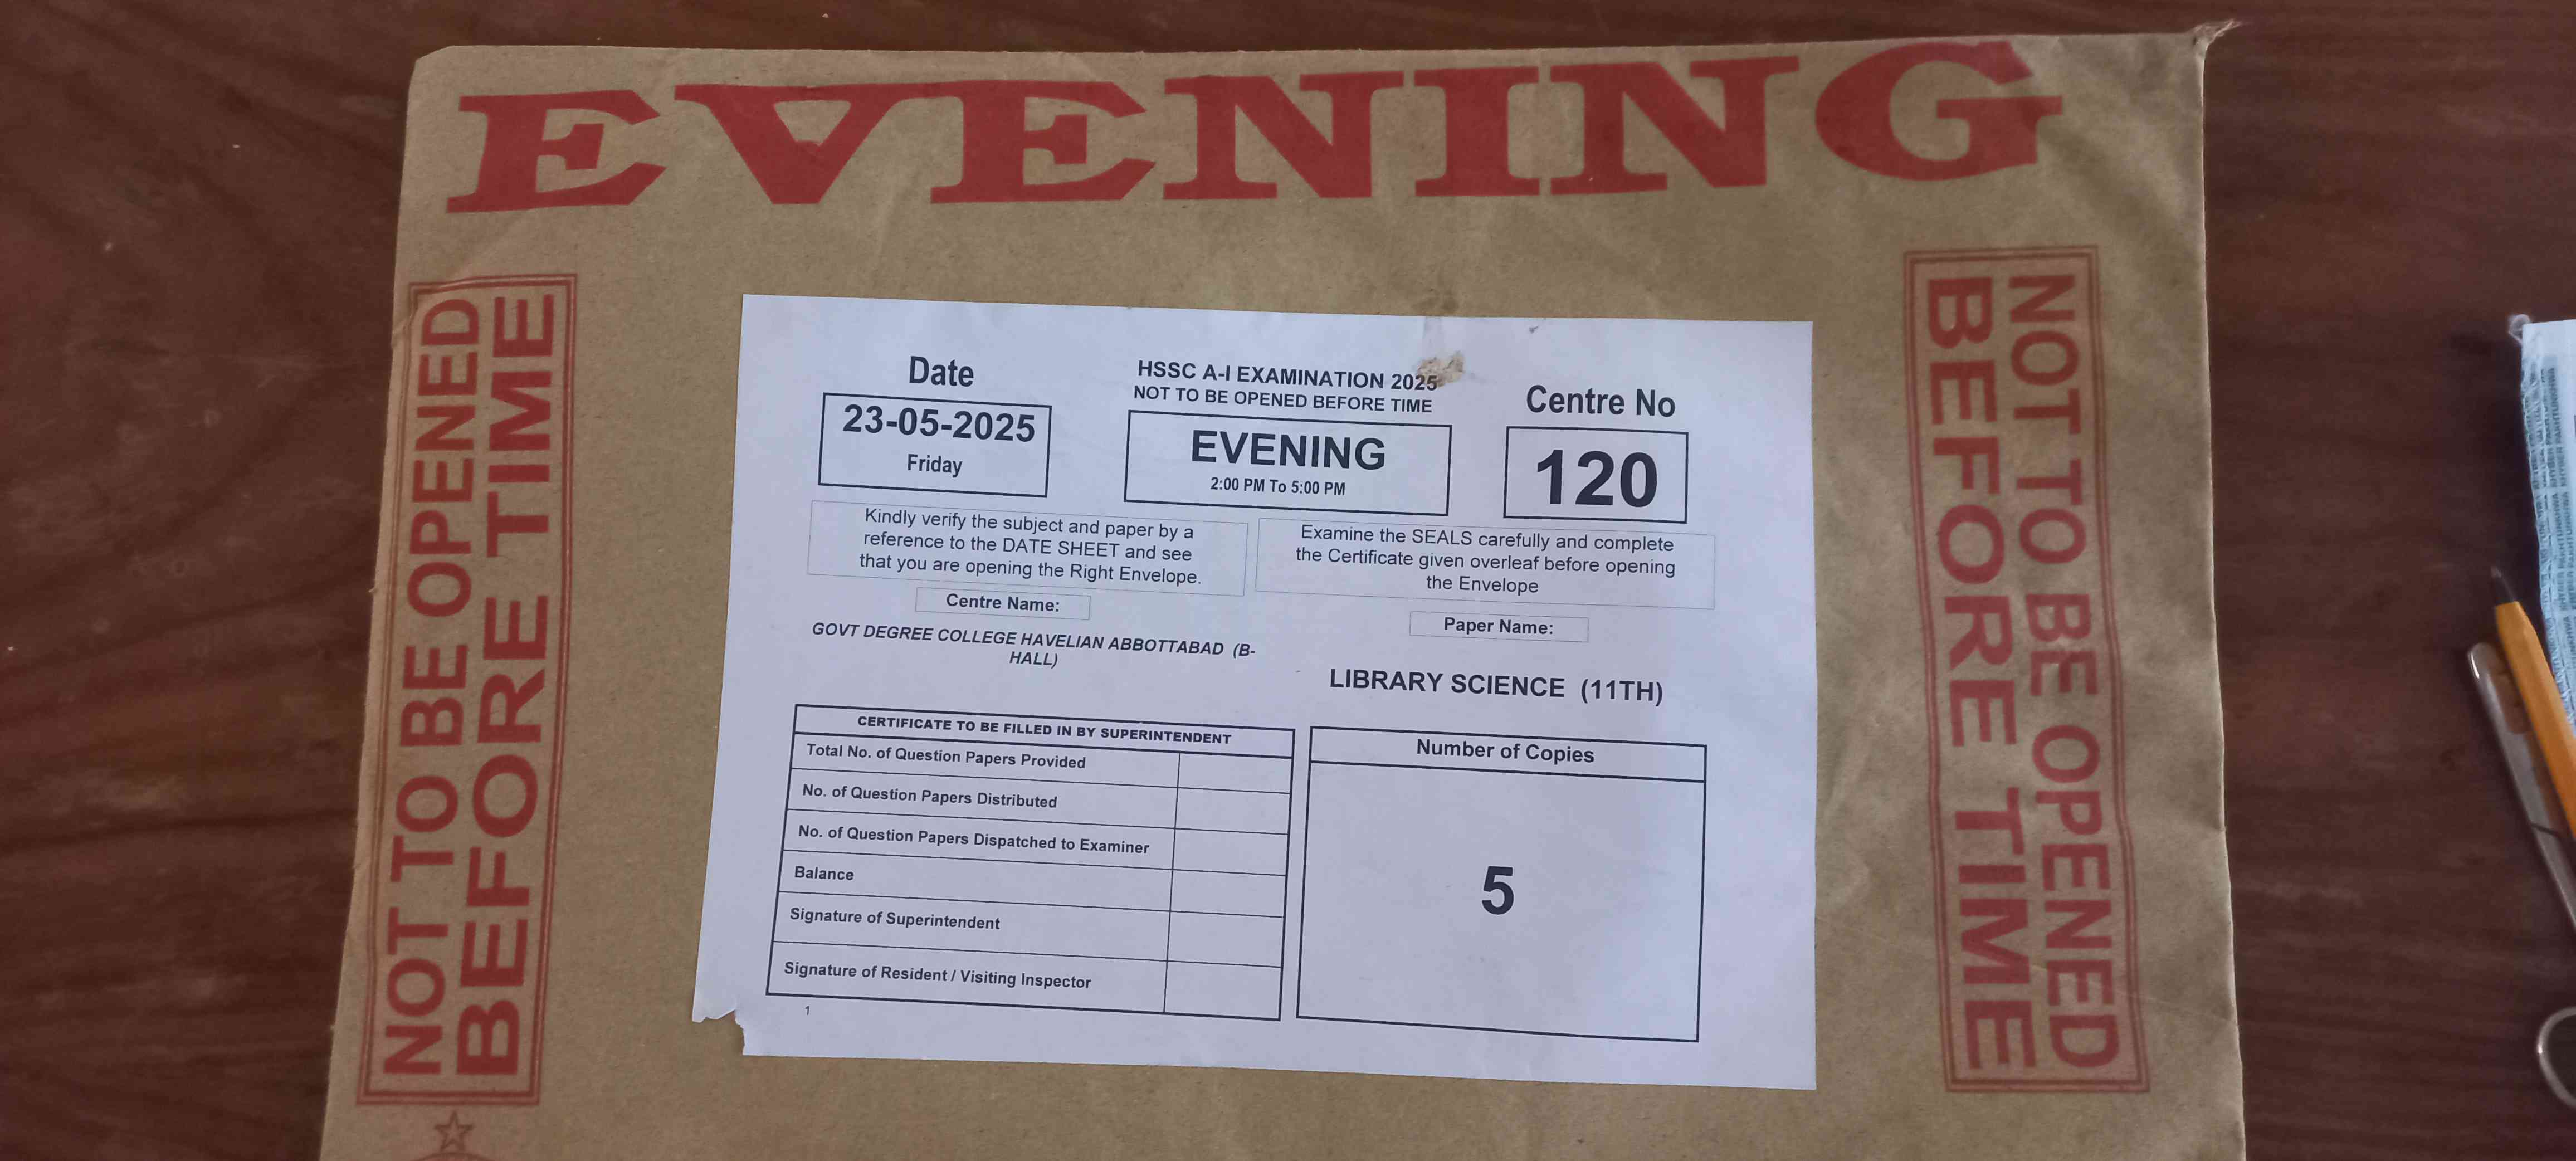 EVENING
NOT TO BE OPENED
BEFORE TIME
NOT TO BE OPENED
BEFORE TIME
Date
23-05-2025
Friday
HSSC A-I EXAMINATION 2025
NOT TO BE OPENED BEFORE TIME
EVENING
2:00 PM To 5:00 PM
Centre No
120
Kindly verify the subject and paper by a
reference to the DATE SHEET and see
that you are opening the Right Envelope.
Examine the SEALS carefully and complete
the Certificate given overleaf before opening
the Envelope
Centre Name:
GOVT DEGREE COLLEGE HAVELIAN ABBOTTABAD (B-
HALL)
Paper Name:
LIBRARY SCIENCE (11TH)
CERTIFICATE TO BE FILLED IN BY SUPERINTENDENT
Total No. of Question Papers Provided
No. of Question Papers Distributed
No. of Question Papers Dispatched to Examiner
Balance
Signature of Superintendent
Signature of Resident / Visiting Inspector
1
Number of Copies
5